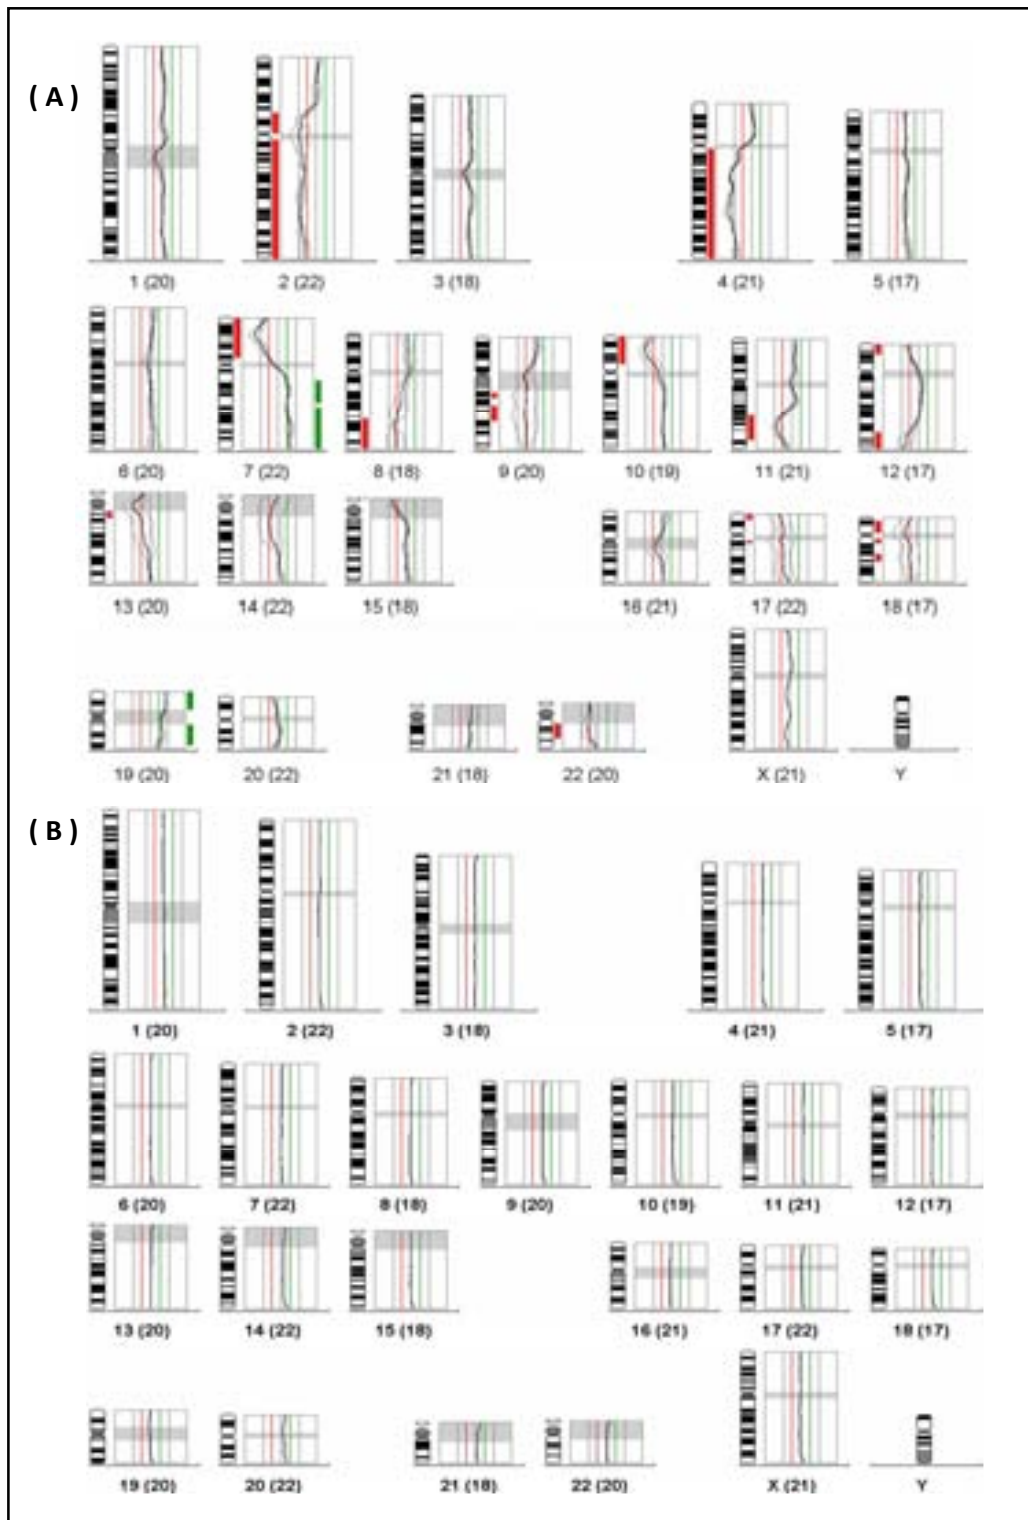 ( A )
1 (20) 2 (22) 3 (18) 4 (21) 5 (17)
6 (20) 7 (22) 8 (18) 9 (20) 10 (19) 11 (21) 12 (17)
13 (20) 14 (22) 15 (18) 16 (21) 17 (22) 18 (17)
19 (20) 20 (22) 21 (18) 22 (20) X (21) Y
( B )
1 (20) 2 (22) 3 (18) 4 (21) 5 (17)
6 (20) 7 (22) 8 (18) 9 (20) 10 (19) 11 (21) 12 (17)
13 (20) 14 (22) 15 (18) 16 (21) 17 (22) 18 (17)
19 (20) 20 (22) 21 (18) 22 (20) X (21) Y